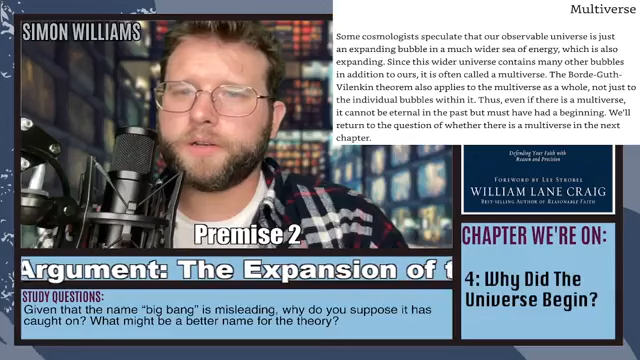 SIMON WILLIAMS
Multiverse
Some cosmologists speculate that our observable universe is just
an expanding bubble in a much wider sea of energy, which is also
expanding. Since this wider universe contains many other bubbles
in addition to ours, it is often called a multiverse. The Borde-Guth-
Vilenkin theorem also applies to the multiverse as a whole, not just to
the individual bubbles within it. Thus, even if there is a multiverse,
it cannot be eternal in the past but must have had a beginning. We'll
return to the question of whether there is a multiverse in the next
chapter.
Defending Your Faith with
Reason and Precision
FOREWORD BY LEE STROBEL
WILLIAM LANE CRAIG
BEST-SELLING AUTHOR OF REASONABLE FAITH
Premise 2
Argument: The Expansion of t
CHAPTER WE'RE ON:
4: Why Did The
Universe Begin?
STUDY QUESTIONS:
Given that the name “big bang” is misleading, why do you suppose it has
caught on? What might be a better name for the theory?